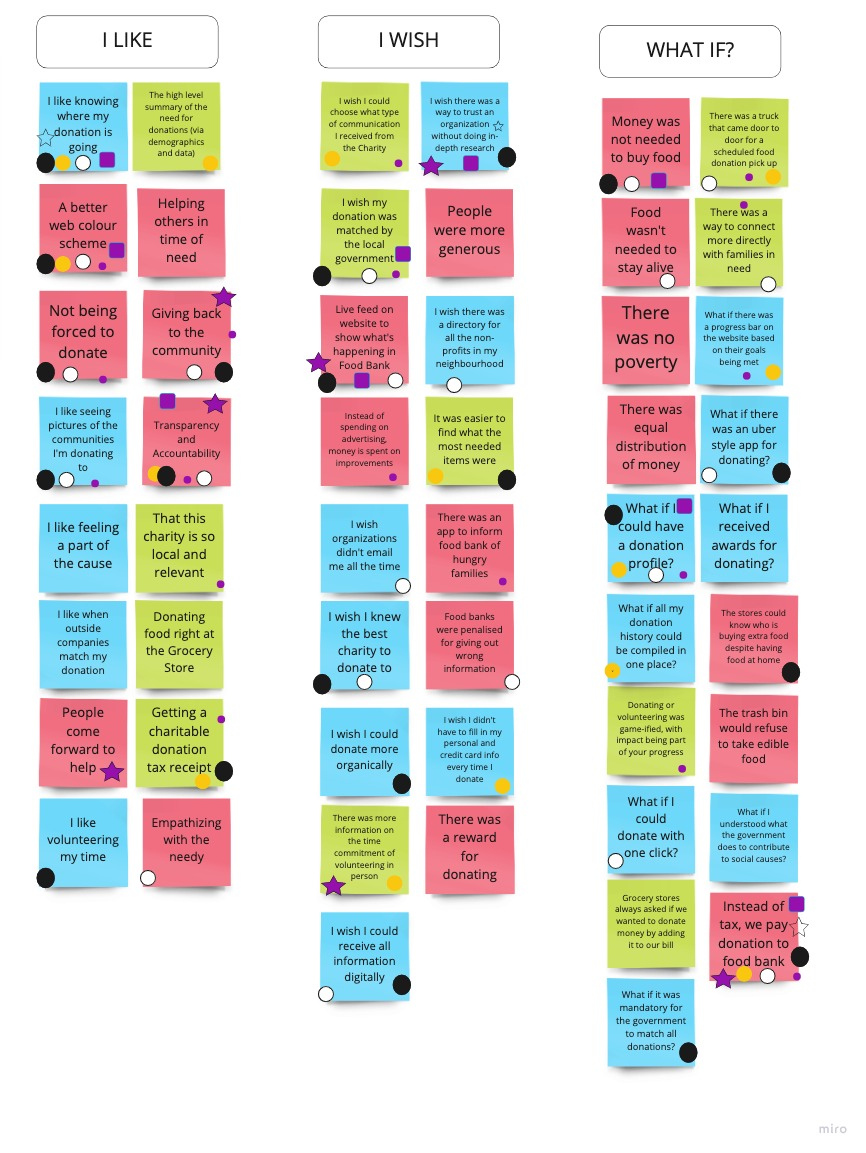 I LIKE
I like knowing
where my
donation is
going
The high level
summary of the
need for
donations (via
demographics
and data)
A better
web colour
scheme
Helping
others in
time of
need
Not being
forced to
donate
Giving back
to the
community
I like seeing
pictures of the
communities
I'm donating
to
Transparency
and
Accountability
I like feeling
a part of
the cause
That this
charity is so
local and
relevant
I like when
outside
companies
match my
donation
Donating
food right at
the Grocery
Store
People
come
forward to
help
Getting a
charitable
donation
tax receipt
I like
volunteering
my time
Empathizing
with the
needy
I WISH
I wish I could
choose what type
of communication
I received from
the Charity
I wish there was a
way to trust an
organization
without doing in-
depth research
I wish my
donation was
matched by
the local
government
People
were more
generous
Live feed on
website to
show what's
happening in
Food Bank
I wish there was
a directory for
all the non-
profits in my
neighbourhood
Instead of
spending on
advertising,
money is spent on
improvements
It was easier to
find what the
most needed
items were
I wish
organizations
didn't email
me all the time
There was an
app to inform
food bank of
hungry
families
I wish I knew
the best
charity to
donate to
Food banks
were penalised
for giving out
wrong
information
I wish I could
donate more
organically
I wish I didn't
have to fill in my
personal and
credit card info
every time I
donate
There was more
information on
the time
commitment of
volunteering in
person
There was
a reward
for
donating
I wish I could
receive all
information
digitally
WHAT IF?
Money was
not needed
to buy food
There was a truck
that came door to
door for a
scheduled food
donation pick up
Food
wasn't
needed to
stay alive
There was a
way to connect
more directly
with families in
need
There
was no
poverty
What if there was
a progress bar on
the website based
on their goals
being met
There was
equal
distribution
of money
What if there
was an uber
style app for
donating?
What if I
could have
a donation
profile?
What if I
received
awards for
donating?
What if all my
donation
history could
be compiled in
one place?
The stores could
know who is
buying extra food
despite having
food at home
Donating or
volunteering was
game-ified, with
impact being part
of your progress
The trash bin
would refuse
to take edible
food
What if I
could
donate with
one click?
What if I
understood what
the government
does to contribute
to social causes?
Grocery stores
always asked if we
wanted to donate
money by adding
it to our bill
Instead of
tax, we pay
donation to
food bank
What if it was
mandatory for
the government
to match all
donations?
miro